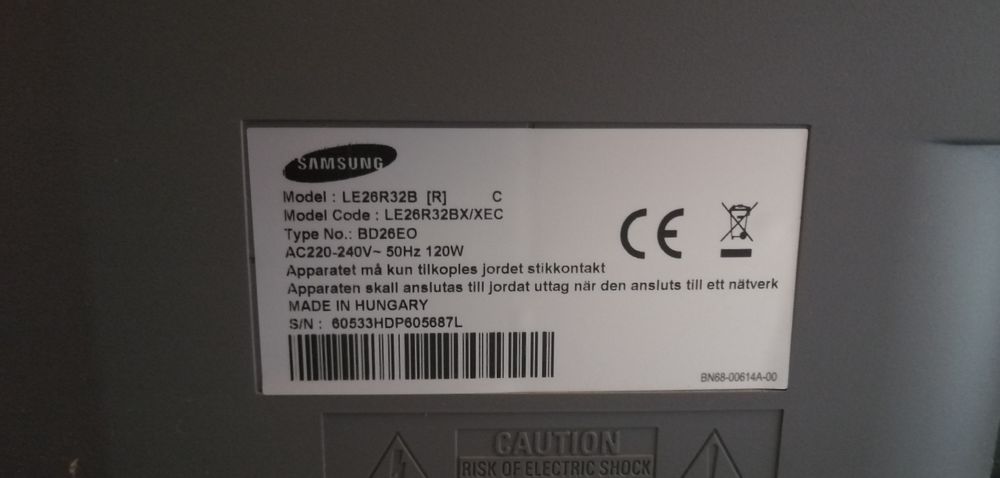 SAMSUNG
Model : LE26R32B [R] C
Model Code : LE26R32BX/XEC
Type No.: BD26EO
AC220-240V~ 50Hz 120W
Apparatet må kun tilkoples jordet stikkontakt
Apparaten skall anslutas till jordat uttag när den ansluts till ett nätverk
MADE IN HUNGARY
S/N : 60533HDP605687L
CE
BN68-00614A-00
CAUTION
RISK OF ELECTRIC SHOCK